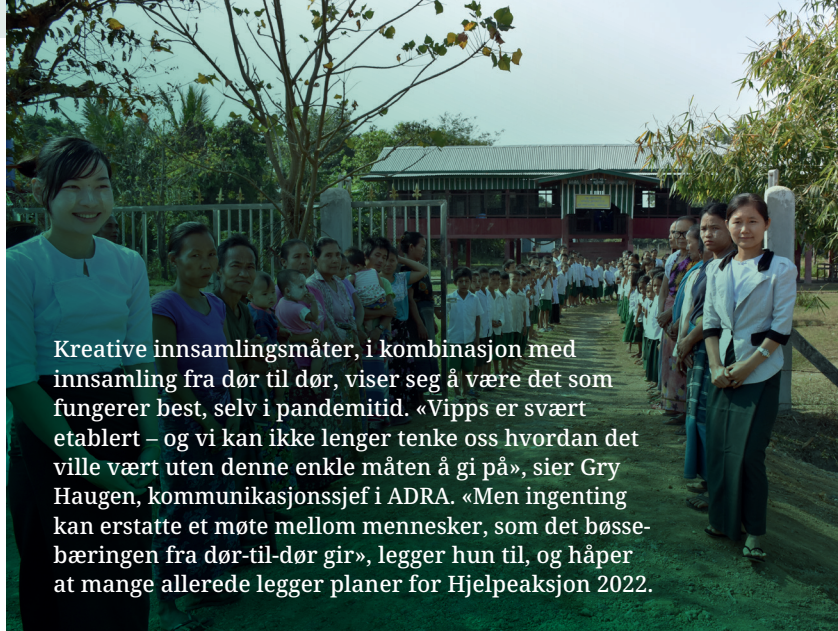 Kreative innsamlingsmåter, i kombinasjon med
innsamling fra dør til dør, viser seg å være det som
fungerer best, selv i pandemitid. «Vipps er svært
etablert – og vi kan ikke lenger tenke oss hvordan det
ville vært uten denne enkle måten å gi på», sier Gry
Haugen, kommunikasjonssjef i ADRA. «Men ingenting
kan erstatte et møte mellom mennesker, som det bøsse-
bæringen fra dør-til-dør gir», legger hun til, og håper
at mange allerede legger planer for Hjelpeaksjon 2022.